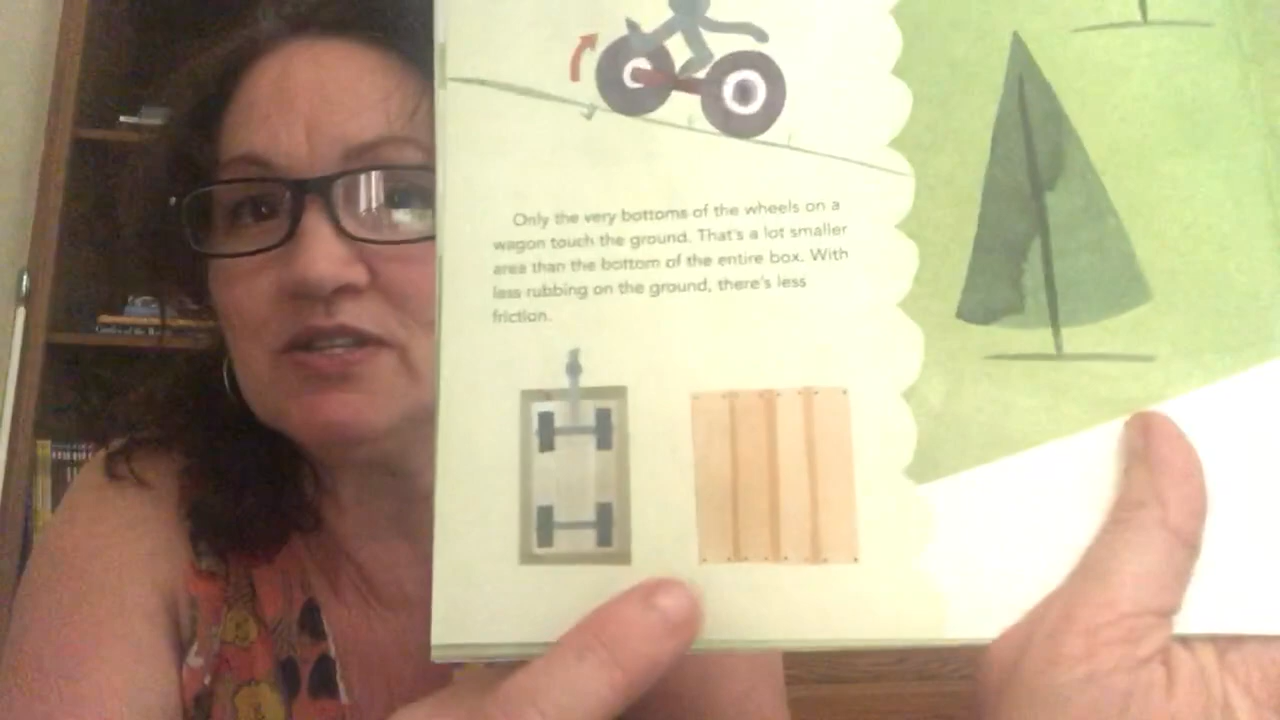 Only the very bottoms of the wheels on a
wagon touch the ground. That's a lot smaller
area than the bottom of the entire box. With
less rubbing on the ground, there's less
friction.